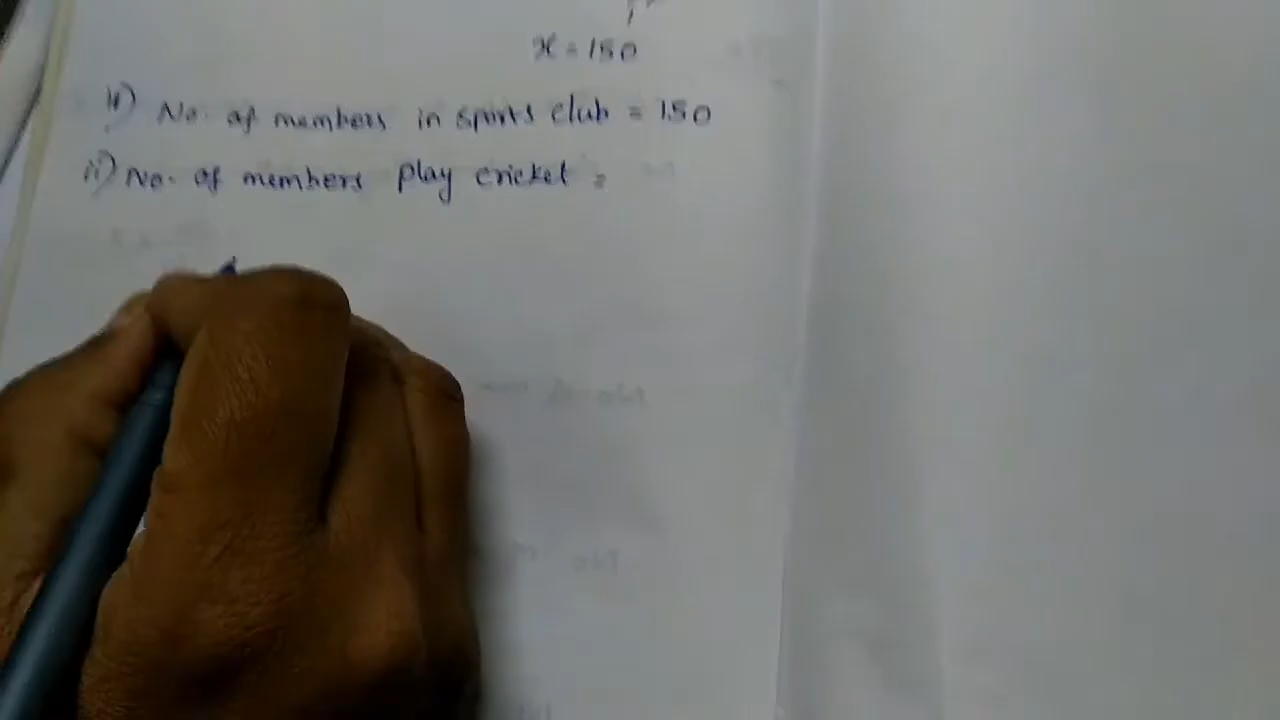 x = 150
ii) No. of members in sports club = 150
ii) No. of members play cricket =